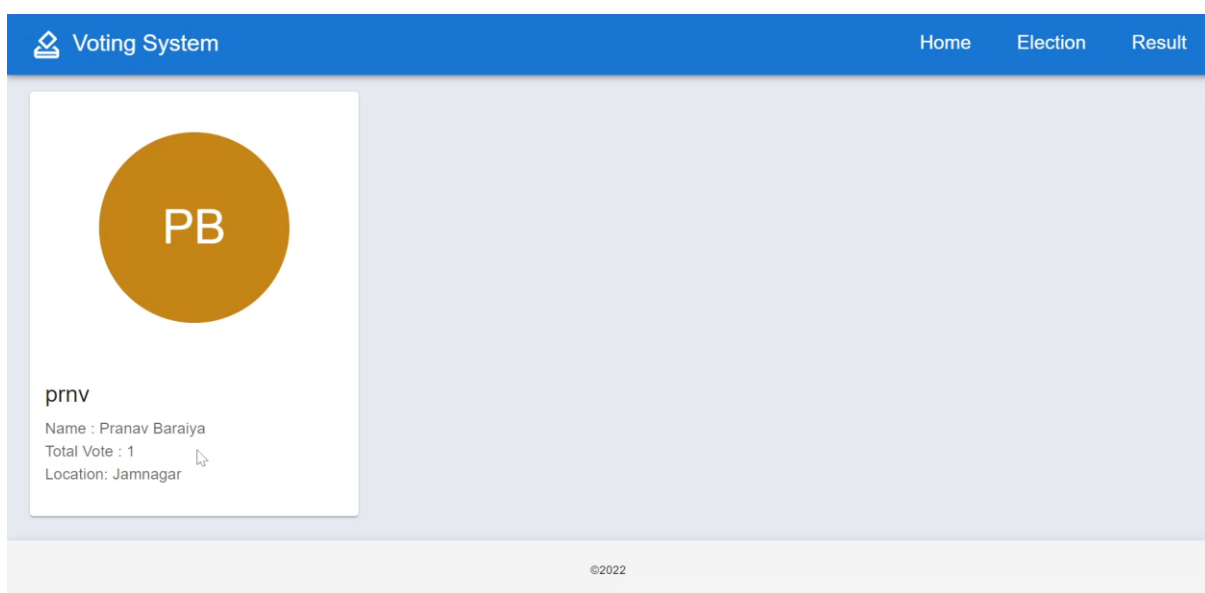 Voting System Home Election Result
PB
prnv
Name : Pranav Baraiya
Total Vote : 1
Location: Jamnagar
©2022